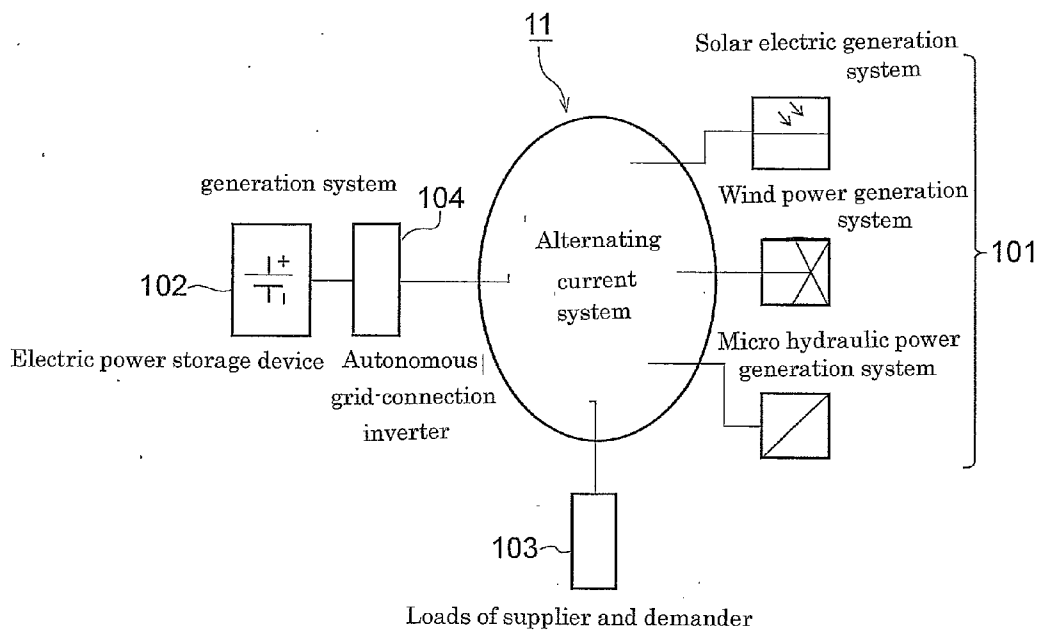 11
Solar electric generation
system
generation system
104
Wind power generation
system
Alternating
current
system
101
102
Micro hydraulic power
generation system
Electric power storage device
Autonomous
grid-connection
inverter
103
Loads of supplier and demander